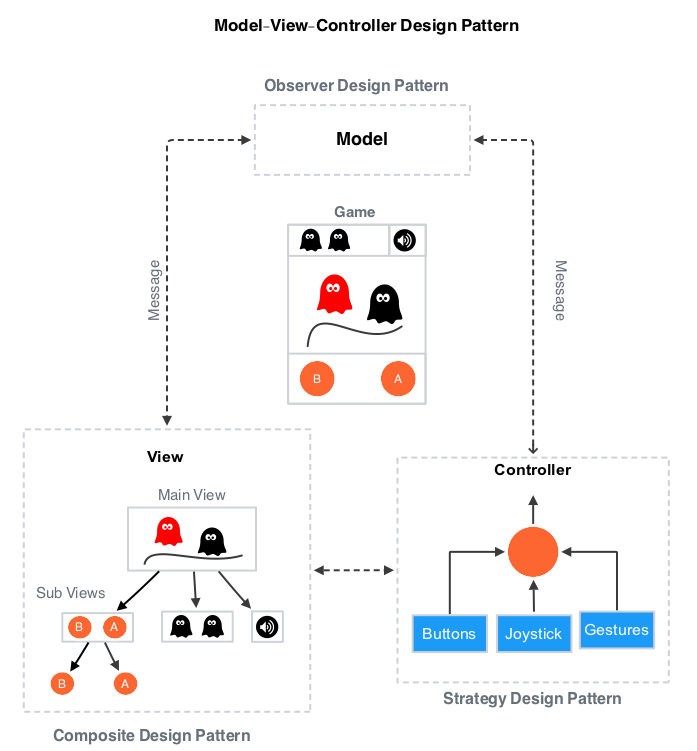 Model-View-Controller Design Pattern
Observer Design Pattern
Model
Game
B
A
Message
Message
View
Main View
Sub Views
B
A
B
A
Composite Design Pattern
Controller
Buttons
Joystick
Gestures
Strategy Design Pattern